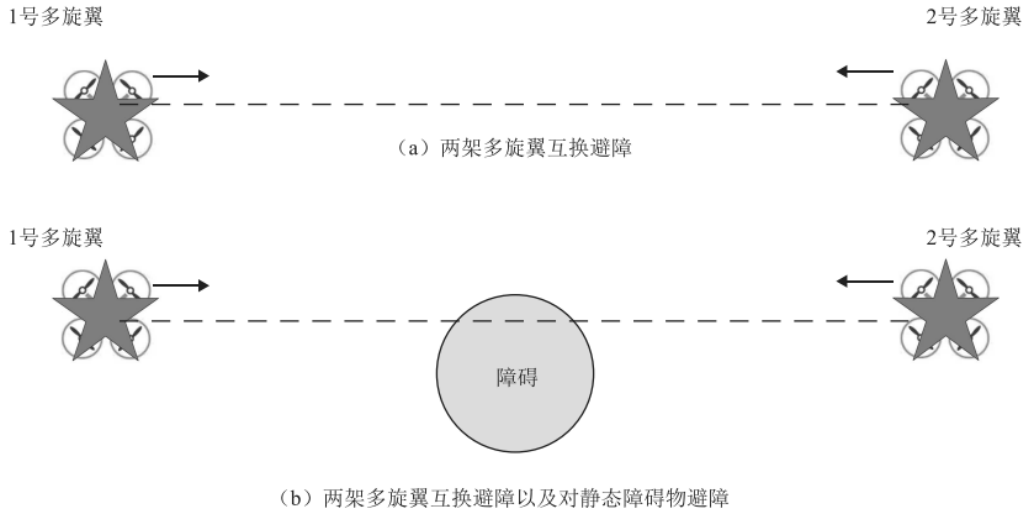 1号多旋翼
2号多旋翼
（a）两架多旋翼互换避障
1号多旋翼
2号多旋翼
障碍
（b）两架多旋翼互换避障以及对静态障碍物避障